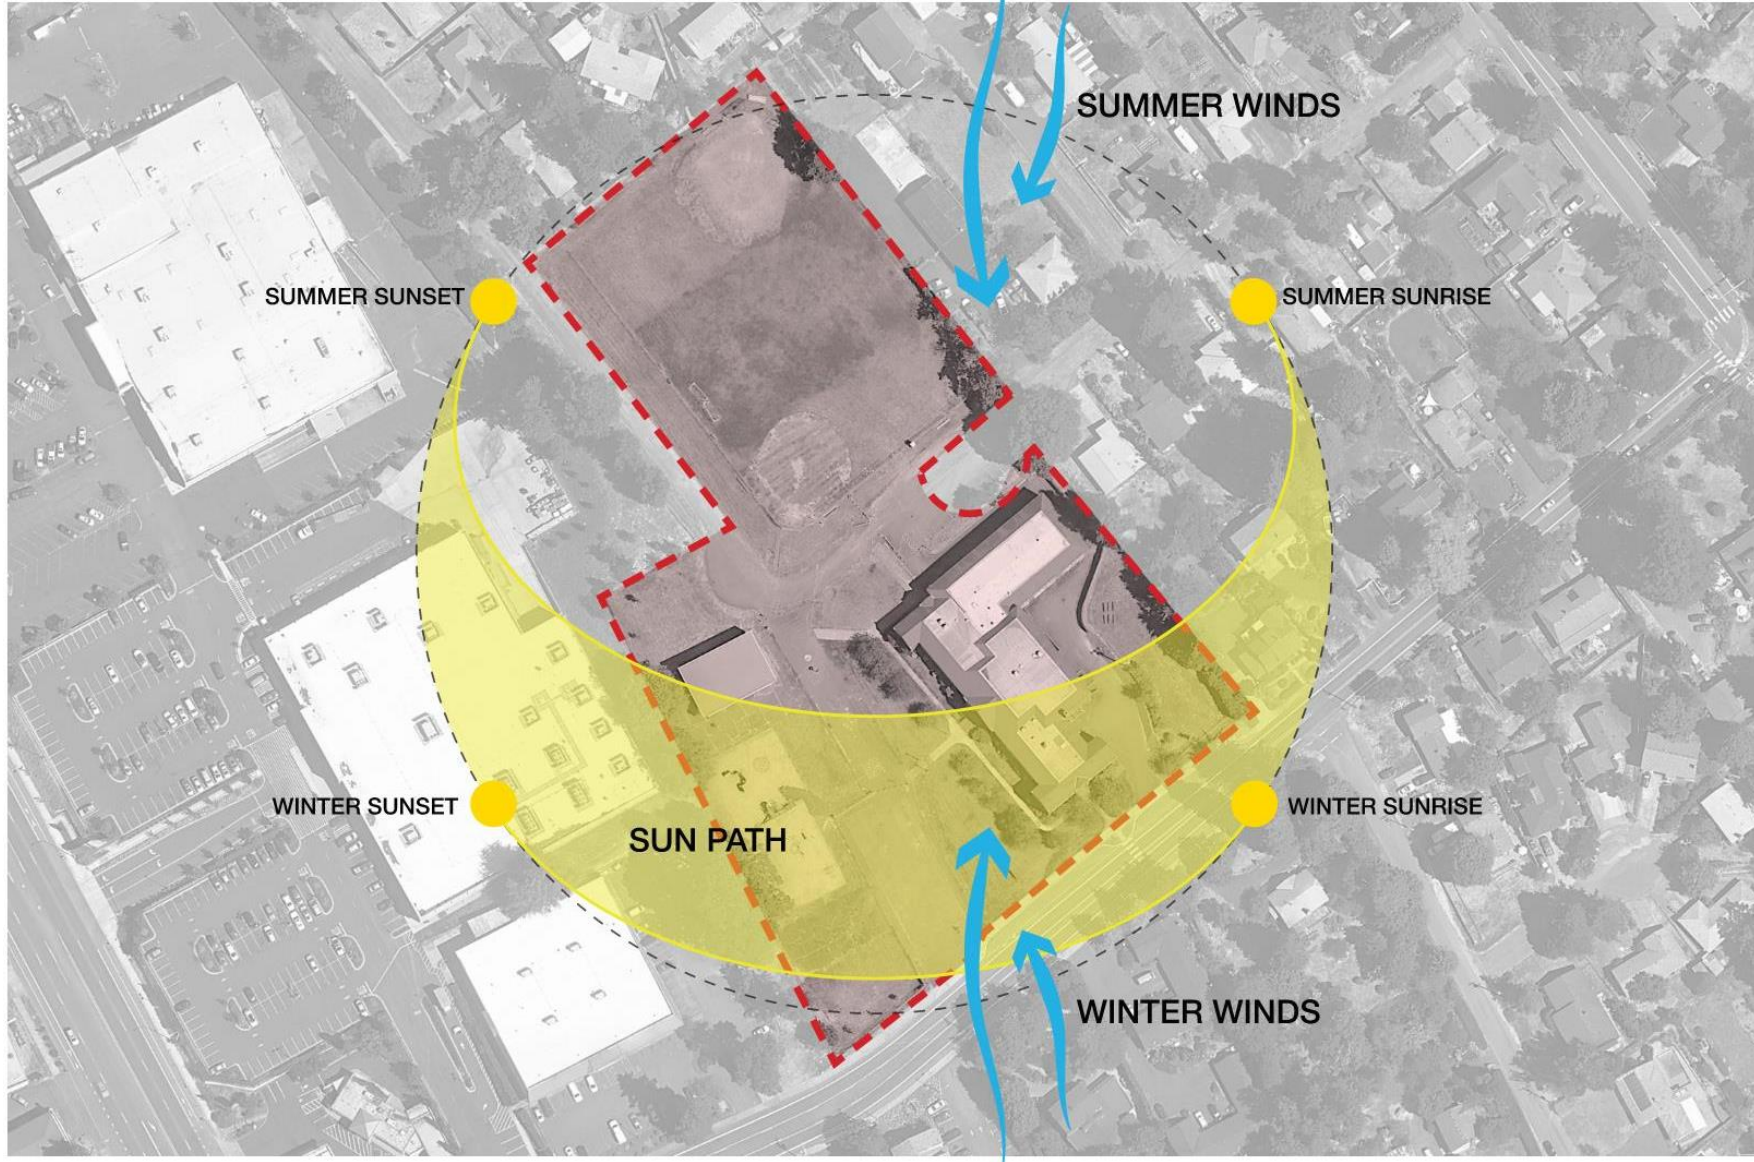 SUMMER WINDS
SUMMER SUNSET
SUMMER SUNRISE
WINTER SUNSET
WINTER SUNRISE
SUN PATH
WINTER WINDS